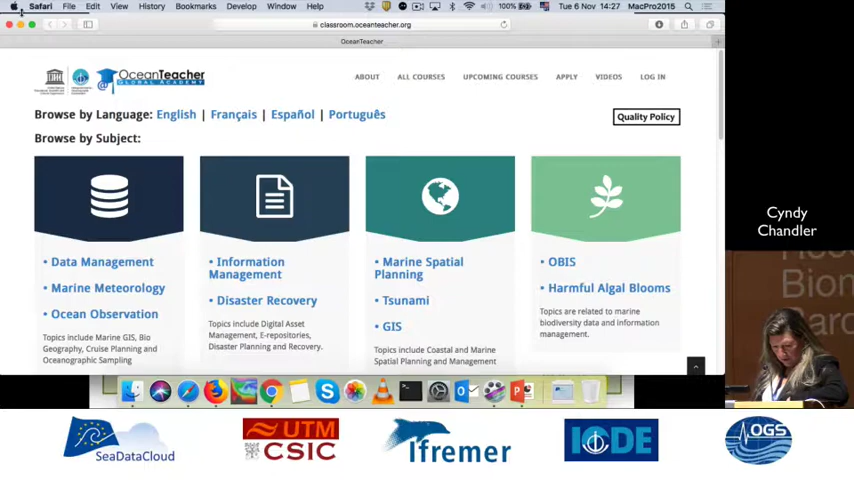 Safari File Edit View History Bookmarks Develop Window Help 100% Tue 6 Nov 14:27 MacPro2015
classroom.oceanteacher.org
OceanTeacher
OceanTeacher
GLOBAL ACADEMY
ABOUT ALL COURSES UPCOMING COURSES APPLY VIDEOS LOG IN
Browse by Language: English | Français | Español | Português
Quality Policy
Browse by Subject:
• Data Management
• Marine Meteorology
• Ocean Observation
Topics include Marine GIS, Bio
Geography, Cruise Planning and
Oceanographic Sampling
• Information
Management
• Disaster Recovery
Topics include Digital Asset
Management, E-repositories,
Disaster Planning and Recovery.
• Marine Spatial
Planning
• Tsunami
• GIS
Topics include Coastal and Marine
Spatial Planning and Management
• OBIS
• Harmful Algal Blooms
Topics are related to marine
biodiversity data and information
management.
Cyndy
Chandler
SeaDataCloud
UTM
CSIC
Ifremer
IODE
OGS